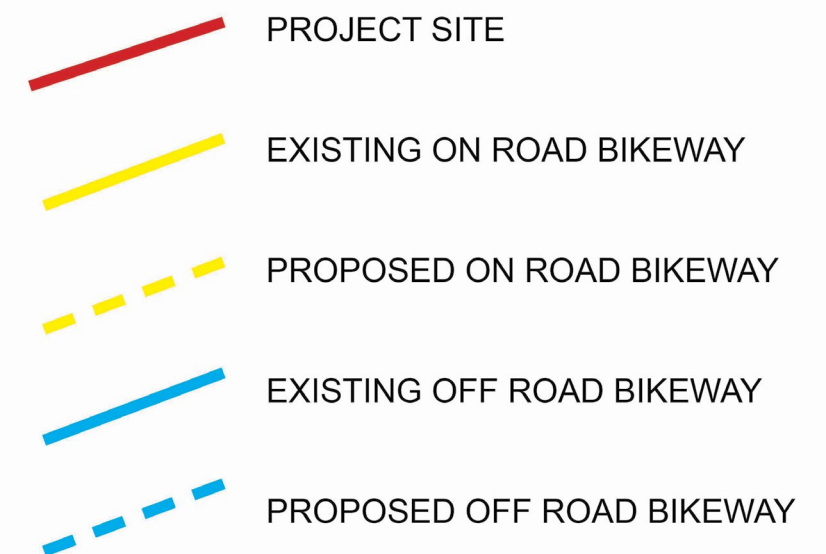 PROJECT SITE
EXISTING ON ROAD BIKEWAY
PROPOSED ON ROAD BIKEWAY
EXISTING OFF ROAD BIKEWAY
PROPOSED OFF ROAD BIKEWAY